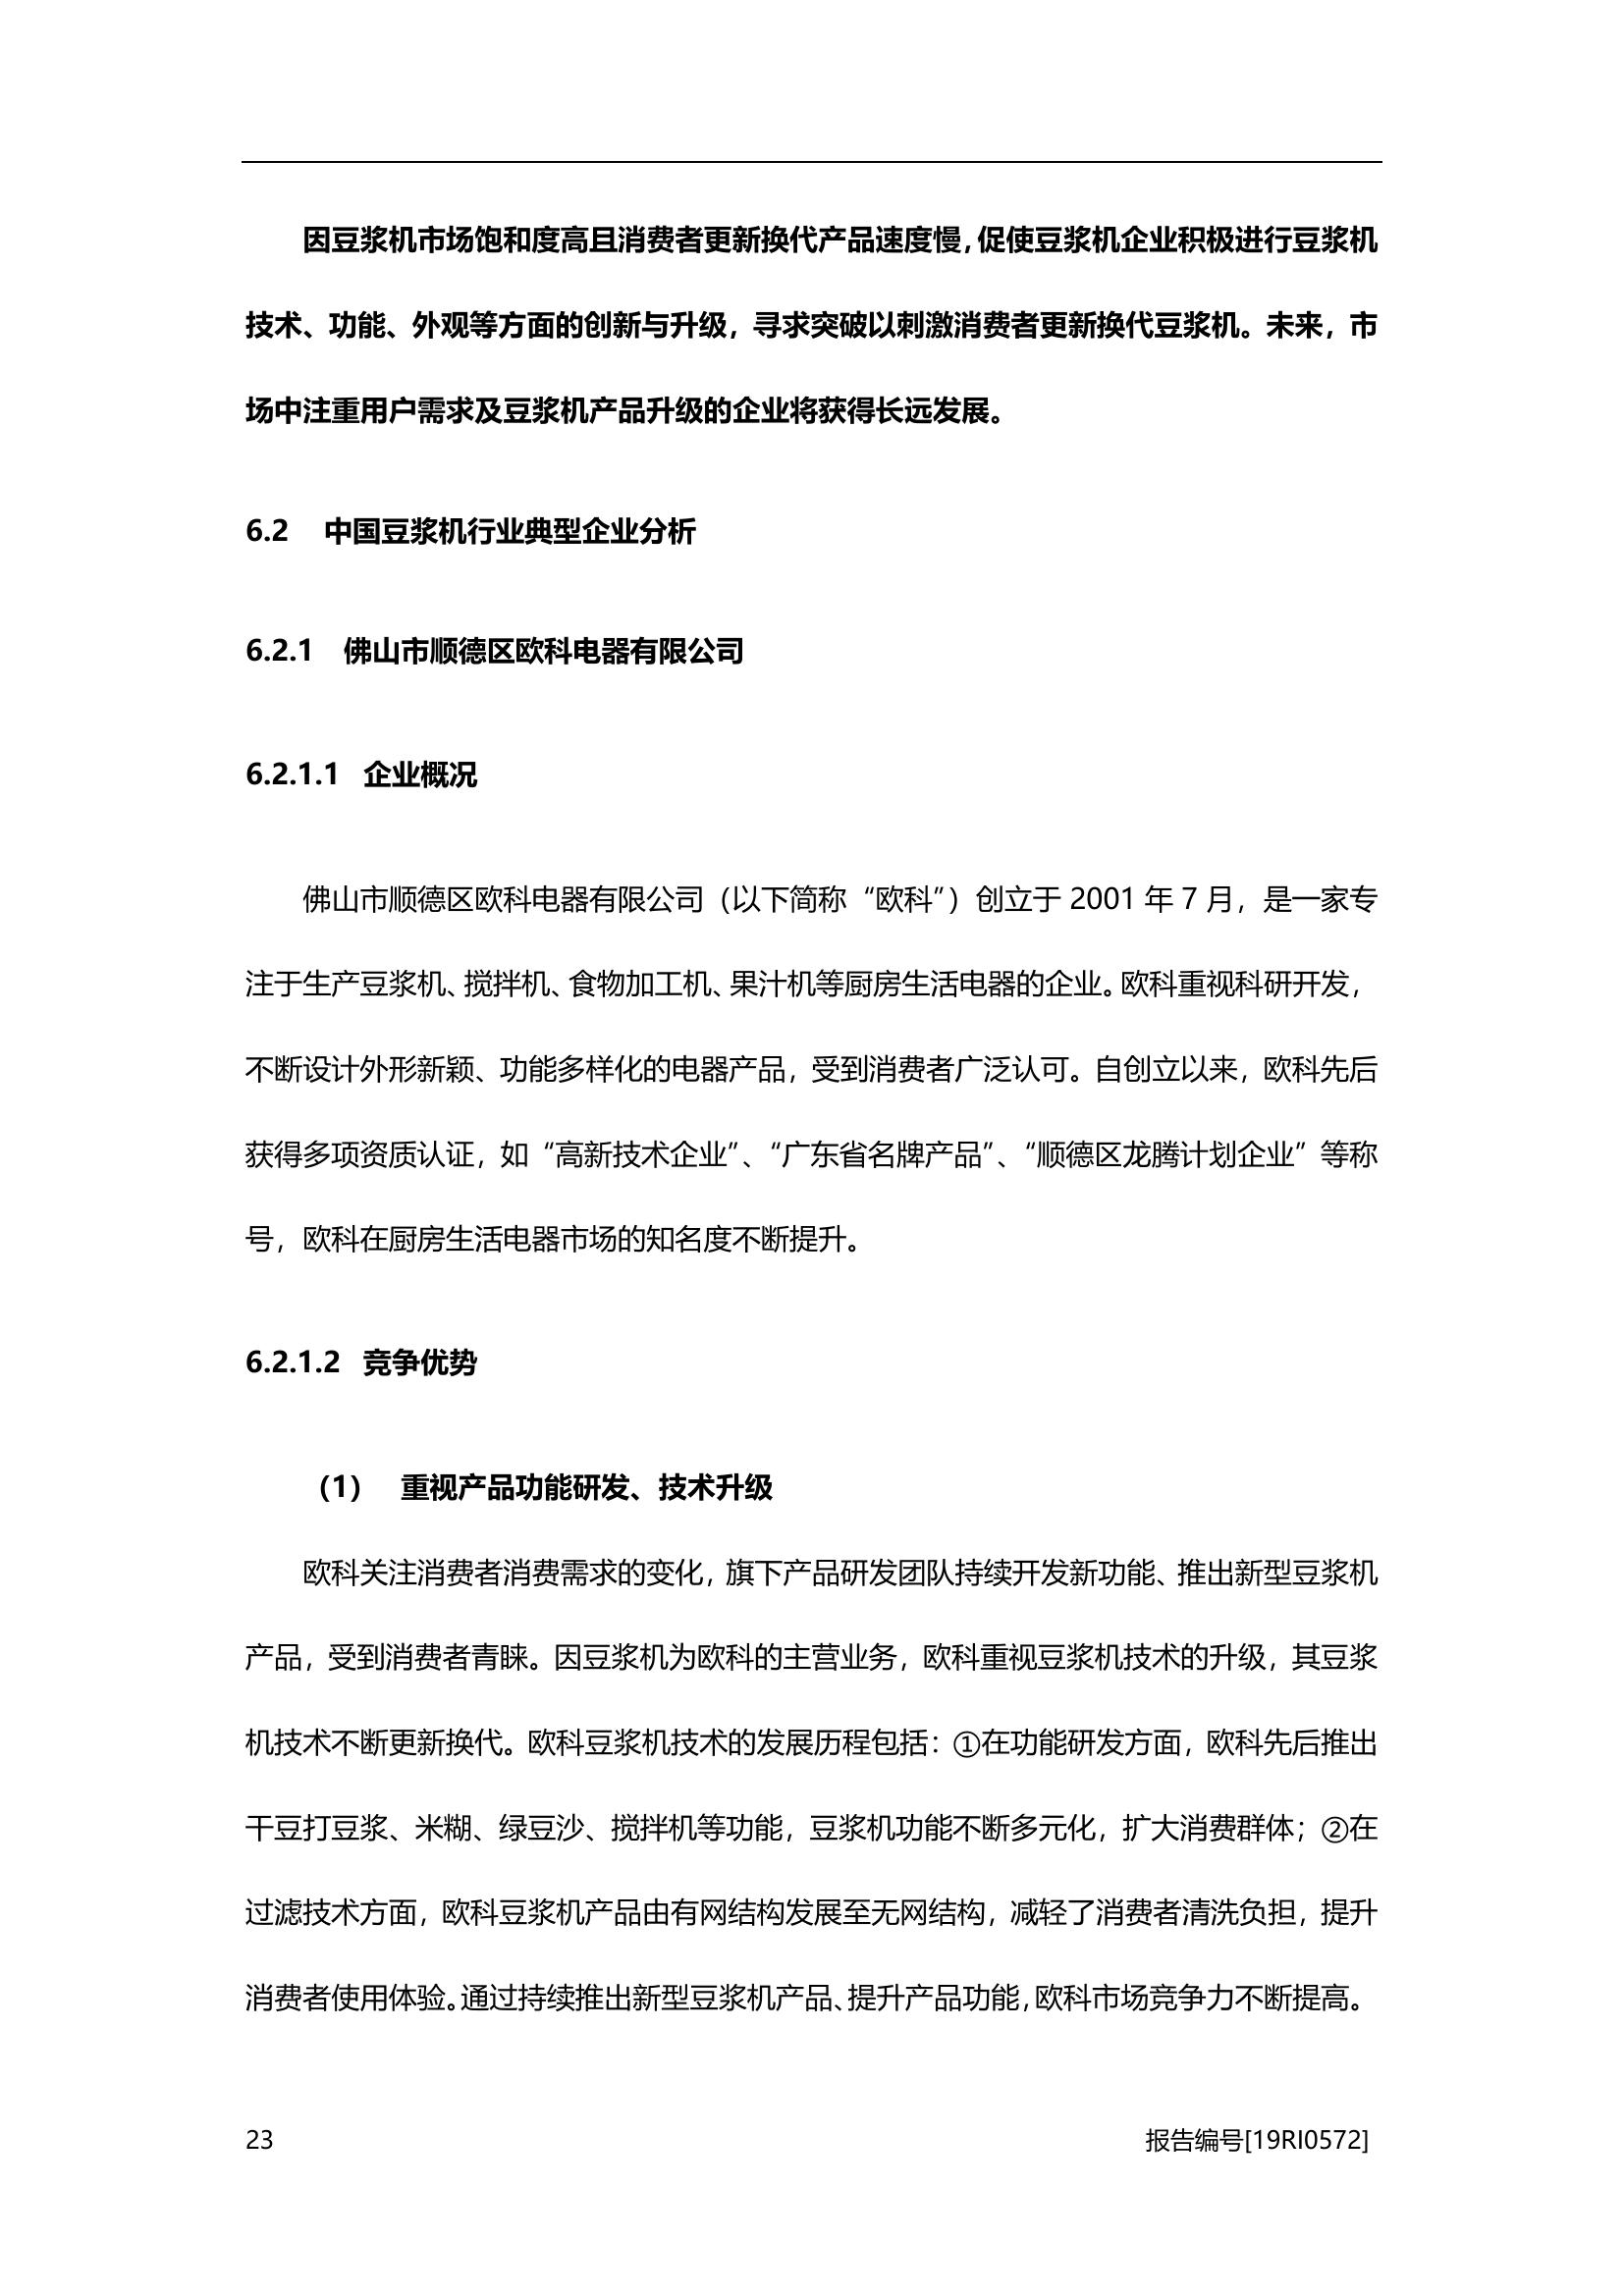 因豆浆机市场饱和度高且消费者更新换代产品速度慢，促使豆浆机企业积极进行豆浆机
技术、功能、外观等方面的创新与升级，寻求突破以刺激消费者更新换代豆浆机。未来，市
场中注重用户需求及豆浆机产品升级的企业将获得长远发展。
6.2 中国豆浆机行业典型企业分析
6.2.1 佛山市顺德区欧科电器有限公司
6.2.1.1 企业概况
佛山市顺德区欧科电器有限公司（以下简称“欧科”）创立于 2001 年 7 月，是一家专
注于生产豆浆机、搅拌机、食物加工机、果汁机等厨房生活电器的企业。欧科重视科研开发，
不断设计外形新颖、功能多样化的电器产品，受到消费者广泛认可。自创立以来，欧科先后
获得多项资质认证，如“高新技术企业”、“广东省名牌产品”、“顺德区龙腾计划企业”等称
号，欧科在厨房生活电器市场的知名度不断提升。
6.2.1.2 竞争优势
（1） 重视产品功能研发、技术升级
欧科关注消费者消费需求的变化，旗下产品研发团队持续开发新功能、推出新型豆浆机
产品，受到消费者青睐。因豆浆机为欧科的主营业务，欧科重视豆浆机技术的升级，其豆浆
机技术不断更新换代。欧科豆浆机技术的发展历程包括：①在功能研发方面，欧科先后推出
干豆打豆浆、米糊、绿豆沙、搅拌机等功能，豆浆机功能不断多元化，扩大消费群体；②在
过滤技术方面，欧科豆浆机产品由有网结构发展至无网结构，减轻了消费者清洗负担，提升
消费者使用体验。通过持续推出新型豆浆机产品、提升产品功能，欧科市场竞争力不断提高。
23 报告编号[19RI0572]